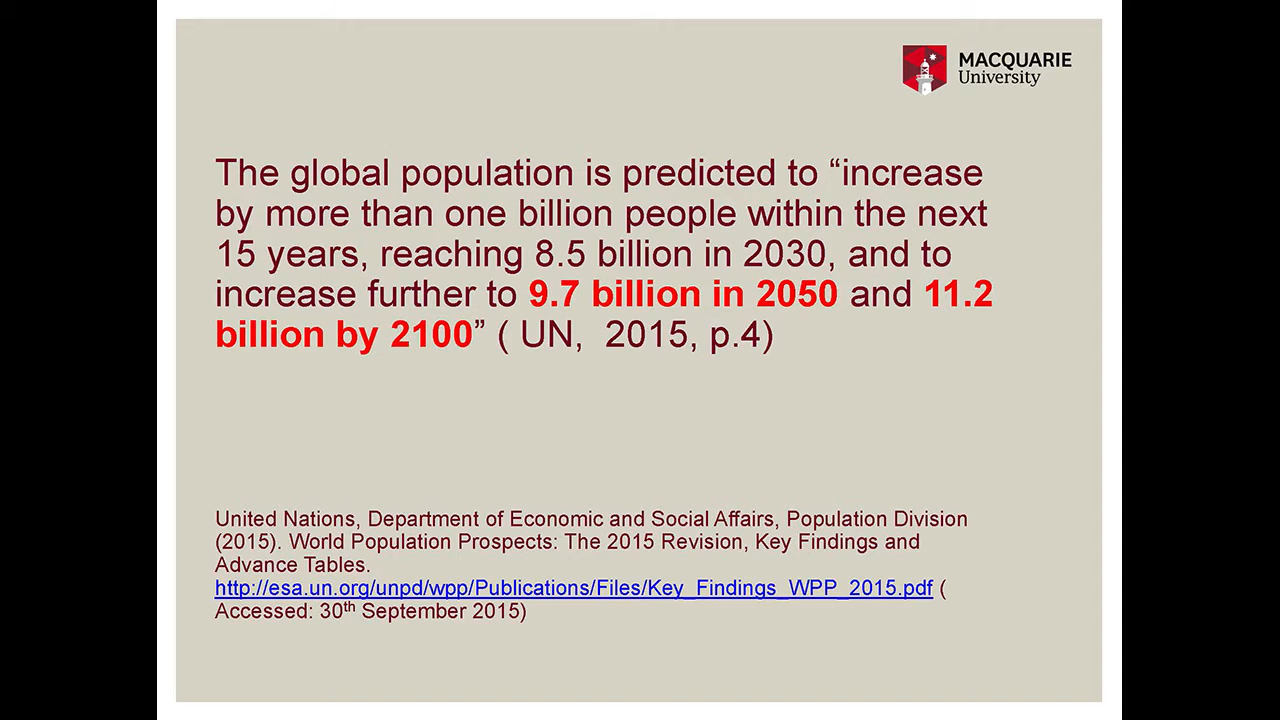 MACQUARIE
University
The global population is predicted to “increase
by more than one billion people within the next
15 years, reaching 8.5 billion in 2030, and to
increase further to 9.7 billion in 2050 and 11.2
billion by 2100” ( UN,  2015, p.4)
United Nations, Department of Economic and Social Affairs, Population Division
(2015). World Population Prospects: The 2015 Revision, Key Findings and
Advance Tables.
http://esa.un.org/unpd/wpp/Publications/Files/Key_Findings_WPP_2015.pdf (
Accessed: 30th September 2015)